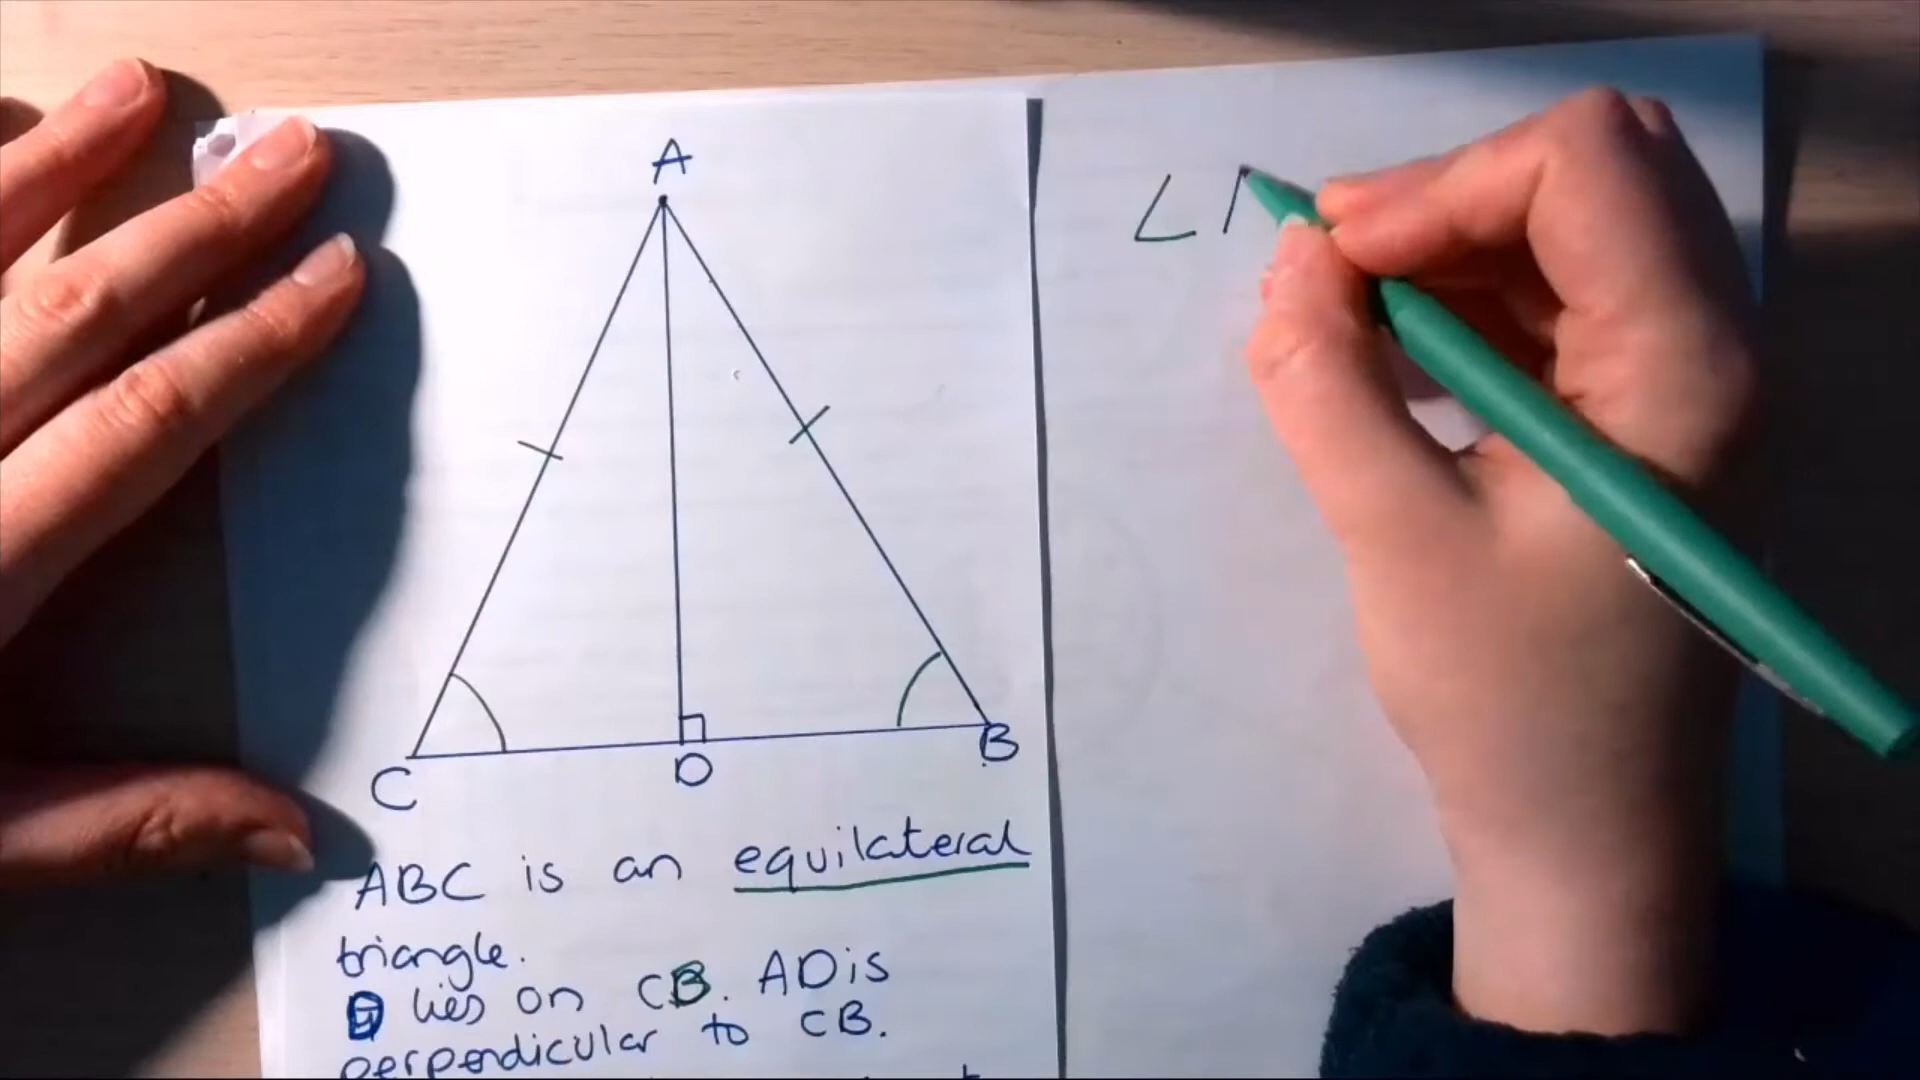 A
∠
C
D
B
ABC is an equilateral
triangle.
D lies on CB. AD is
perpendicular to CB.